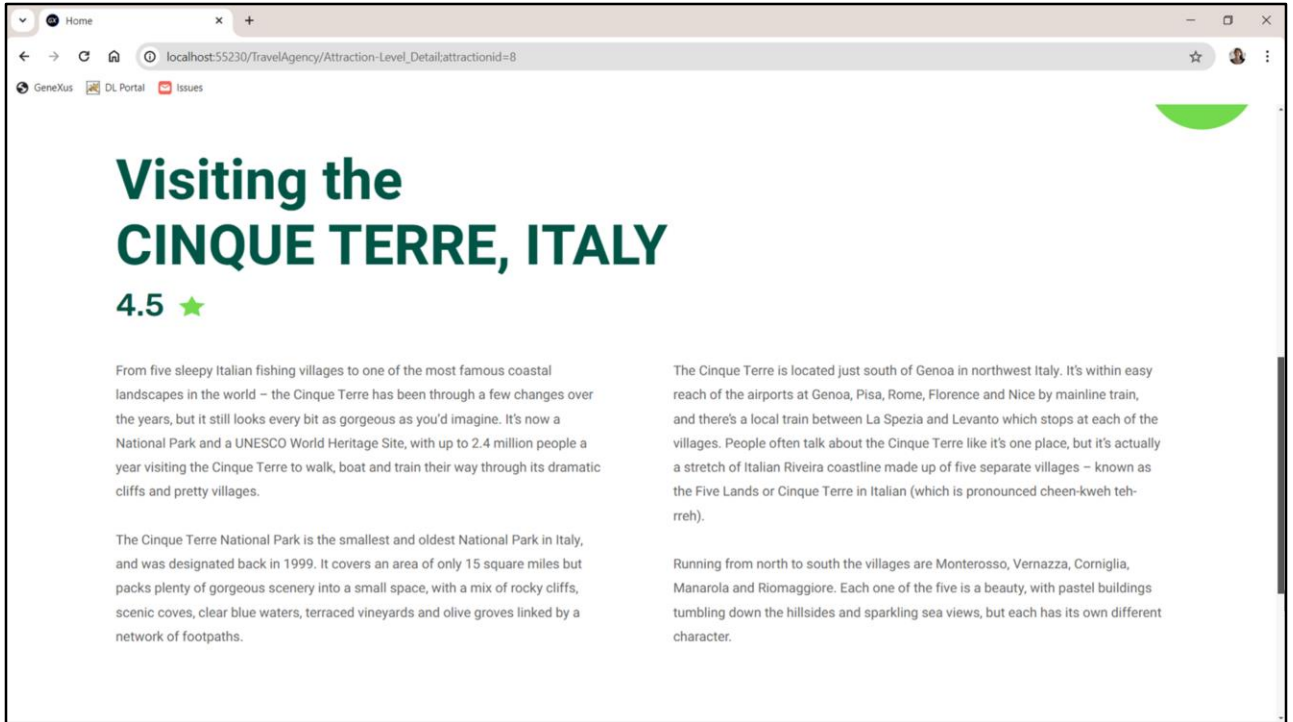 Home
localhost:55230/TravelAgency/Attraction-Level_Detail;attractionid=8
GeneXus DL Portal Issues
Visiting the
CINQUE TERRE, ITALY
4.5
From five sleepy Italian fishing villages to one of the most famous coastal
landscapes in the world – the Cinque Terre has been through a few changes over
the years, but it still looks every bit as gorgeous as you'd imagine. It's now a
National Park and a UNESCO World Heritage Site, with up to 2.4 million people a
year visiting the Cinque Terre to walk, boat and train their way through its dramatic
cliffs and pretty villages.
The Cinque Terre National Park is the smallest and oldest National Park in Italy,
and was designated back in 1999. It covers an area of only 15 square miles but
packs plenty of gorgeous scenery into a small space, with a mix of rocky cliffs,
scenic coves, clear blue waters, terraced vineyards and olive groves linked by a
network of footpaths.
The Cinque Terre is located just south of Genoa in northwest Italy. It's within easy
reach of the airports at Genoa, Pisa, Rome, Florence and Nice by mainline train,
and there's a local train between La Spezia and Levanto which stops at each of the
villages. People often talk about the Cinque Terre like it's one place, but it's actually
a stretch of Italian Riveira coastline made up of five separate villages – known as
the Five Lands or Cinque Terre in Italian (which is pronounced cheen-kweh teh-
rreh).
Running from north to south the villages are Monterosso, Vernazza, Corniglia,
Manarola and Riomaggiore. Each one of the five is a beauty, with pastel buildings
tumbling down the hillsides and sparkling sea views, but each has its own different
character.